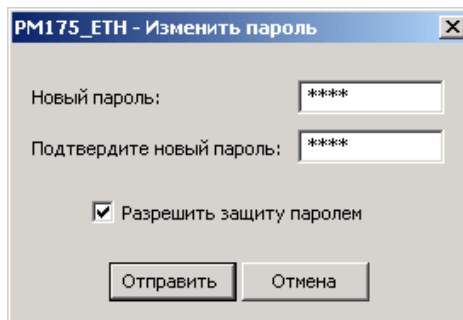 PM175_ETH - Изменить пароль
Новый пароль: ****
Подтвердите новый пароль: ****
Разрешить защиту паролем
Отправить Отмена